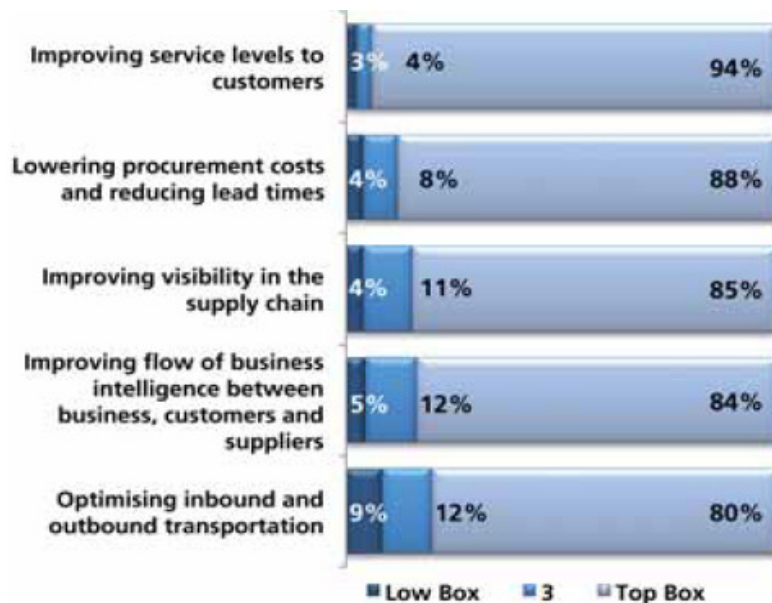 Improving service levels to
customers
3% 4% 94%
Lowering procurement costs
and reducing lead times
4% 8% 88%
Improving visibility in the
supply chain
4% 11% 85%
Improving flow of business
intelligence between
business, customers and
suppliers
5% 12% 84%
Optimising inbound and
outbound transportation
9% 12% 80%
Low Box 3 Top Box